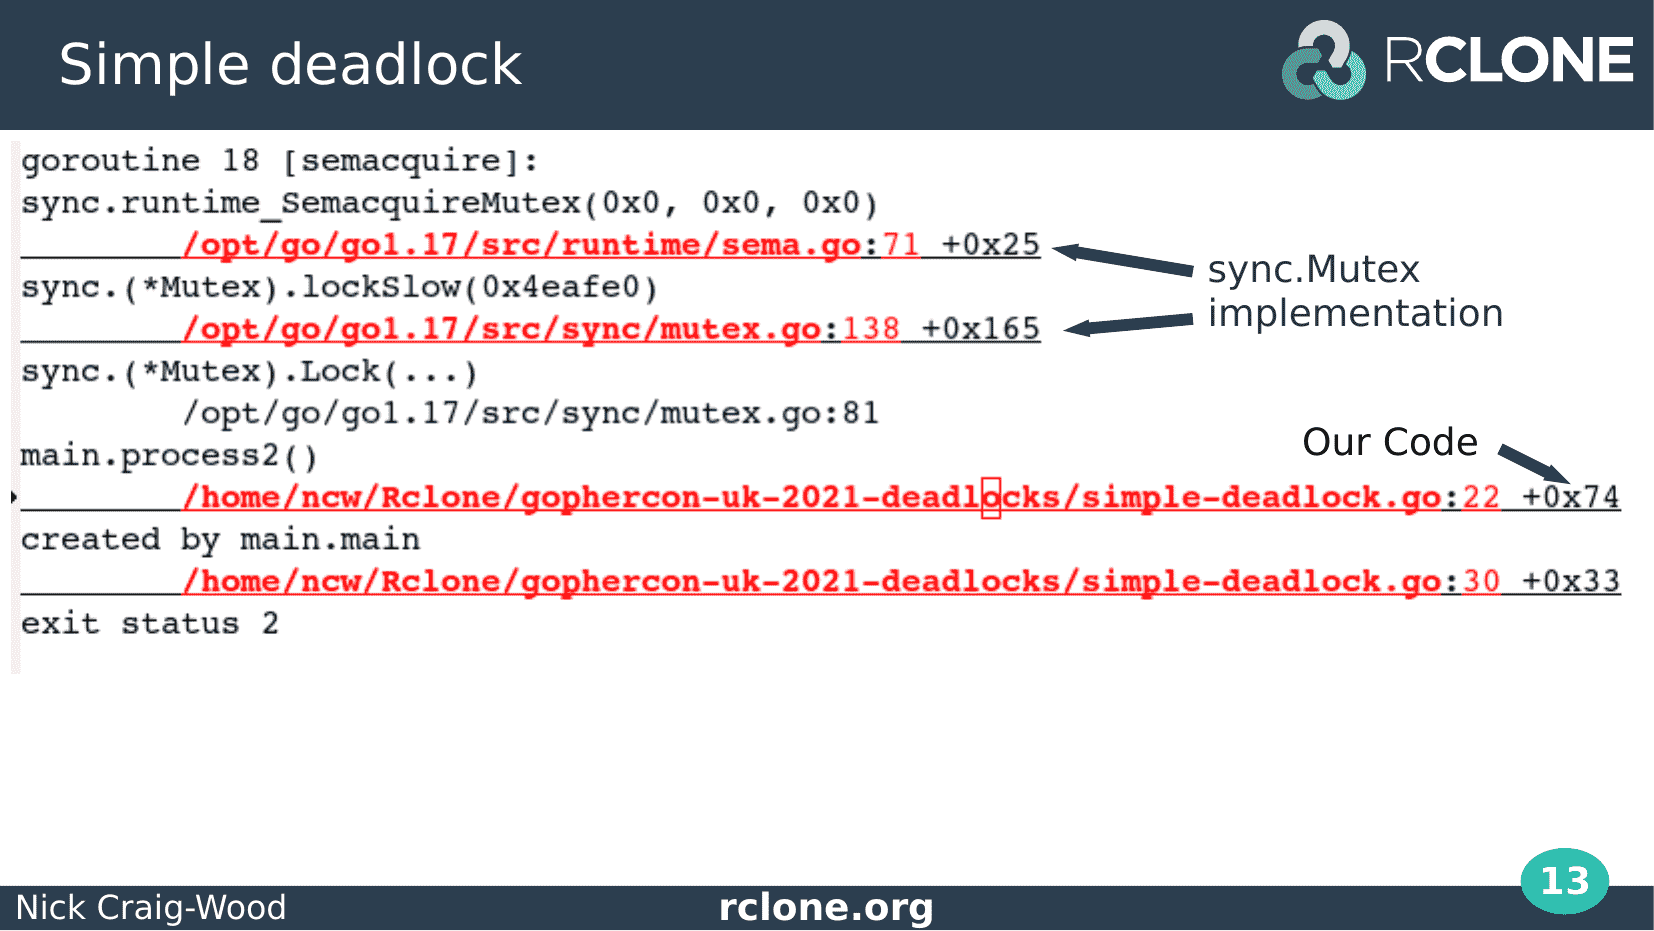 Simple deadlock
RCLONE
goroutine 18 [semacquire]:
sync.runtime_SemacquireMutex(0x0, 0x0, 0x0)
/opt/go/go1.17/src/runtime/sema.go:71 +0x25
sync.Mutex
implementation
sync.(*Mutex).lockSlow(0x4eafe0)
/opt/go/go1.17/src/sync/mutex.go:138 +0x165
sync.(*Mutex).Lock(...)
/opt/go/go1.17/src/sync/mutex.go:81
Our Code
main.process2()
/home/ncw/Rclone/gophercon-uk-2021-deadlocks/simple-deadlock.go:22 +0x74
created by main.main
/home/ncw/Rclone/gophercon-uk-2021-deadlocks/simple-deadlock.go:30 +0x33
exit status 2
13
Nick Craig-Wood
rclone.org